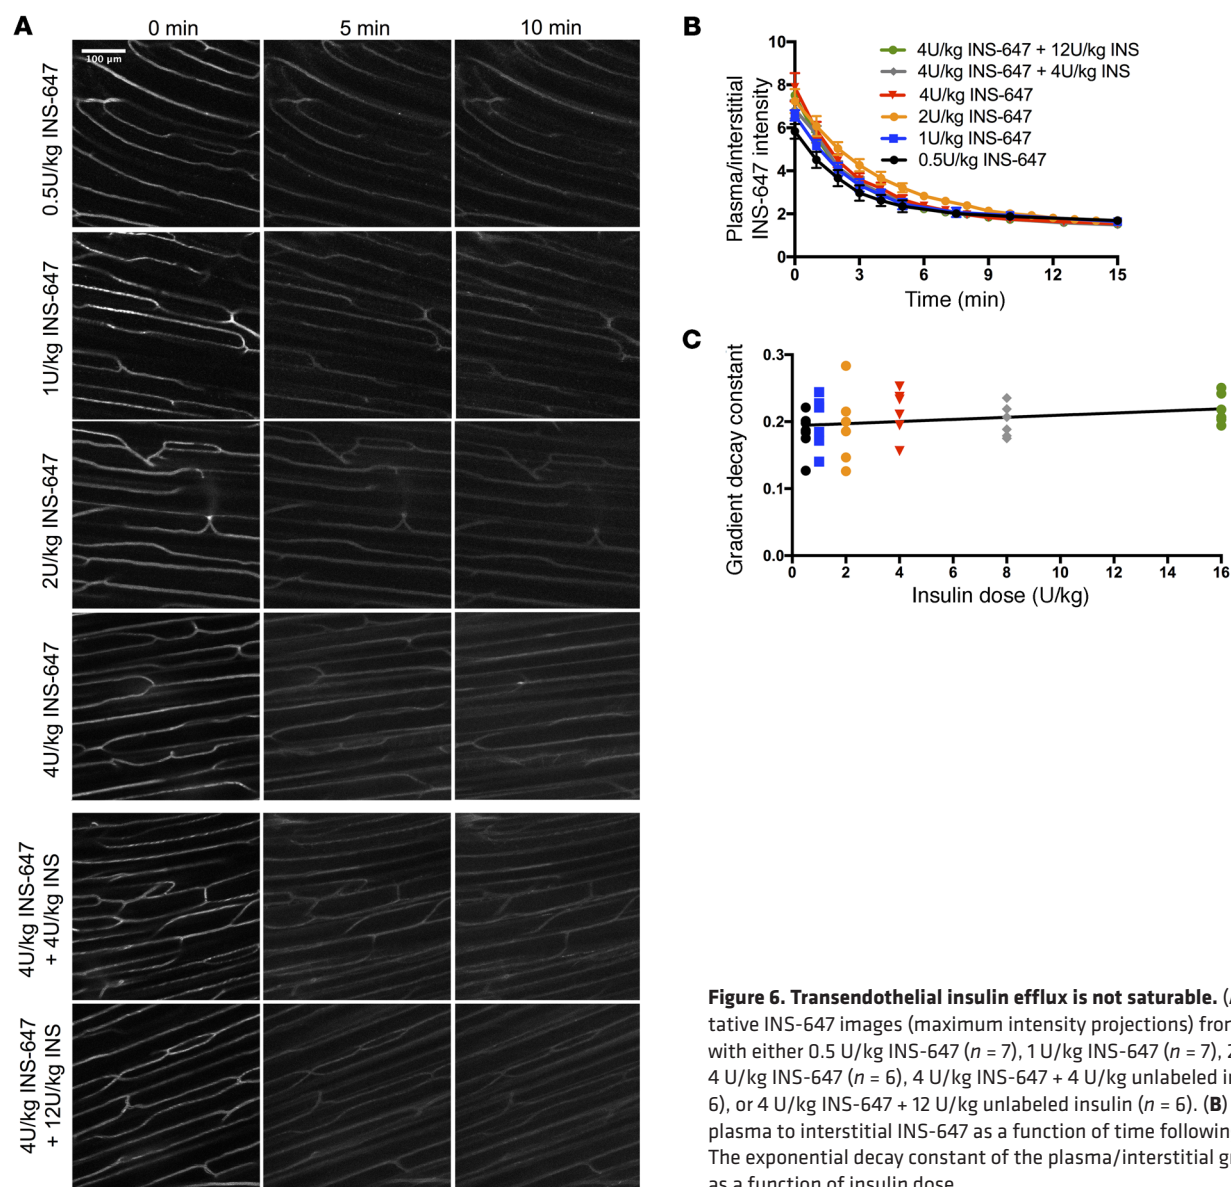 A
0 min
5 min
10 min
100 µm
0.5U/kg INS-647
1U/kg INS-647
2U/kg INS-647
4U/kg INS-647
4U/kg INS-647
+ 4U/kg INS
4U/kg INS-647
+ 12U/kg INS
B
Plasma/interstitial
INS-647 intensity
10
8
6
4
2
0
0 3 6 9 12 15
Time (min)
4U/kg INS-647 + 12U/kg INS
4U/kg INS-647 + 4U/kg INS
4U/kg INS-647
2U/kg INS-647
1U/kg INS-647
0.5U/kg INS-647
C
Gradient decay constant
0.3
0.2
0.1
0.0
0 2 4 6 8 10 12 14 16
Insulin dose (U/kg)
Figure 6. Transendothelial insulin efflux is not saturable. (
tative INS-647 images (maximum intensity projections) from
with either 0.5 U/kg INS-647 (n = 7), 1 U/kg INS-647 (n = 7), 2
4 U/kg INS-647 (n = 6), 4 U/kg INS-647 + 4 U/kg unlabeled in
6), or 4 U/kg INS-647 + 12 U/kg unlabeled insulin (n = 6). (B)
plasma to interstitial INS-647 as a function of time followin
The exponential decay constant of the plasma/interstitial gr
as a function of insulin dose.